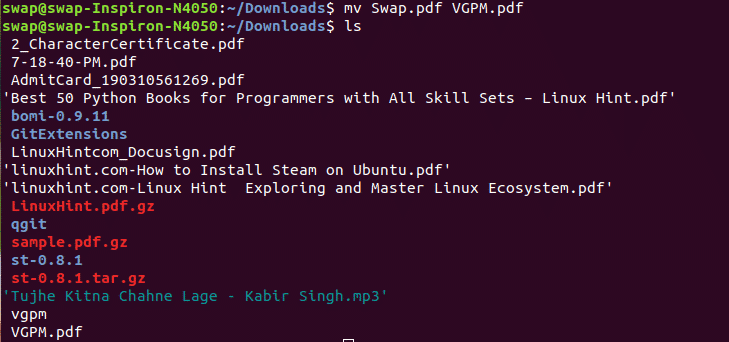 swap@swap-Inspiron-N4050:~/Downloads$ mv Swap.pdf VGPM.pdf
swap@swap-Inspiron-N4050:~/Downloads$ ls
 2_CharacterCertificate.pdf
 7-18-40-PM.pdf
 AdmitCard_190310561269.pdf
'Best 50 Python Books for Programmers with All Skill Sets – Linux Hint.pdf'
 bomi-0.9.11
 GitExtensions
 LinuxHintcom_Docusign.pdf
'linuxhint.com-How to Install Steam on Ubuntu.pdf'
'linuxhint.com-Linux Hint  Exploring and Master Linux Ecosystem.pdf'
 LinuxHint.pdf.gz
 qgit
 sample.pdf.gz
 st-0.8.1
 st-0.8.1.tar.gz
'Tujhe Kitna Chahne Lage - Kabir Singh.mp3'
 vgpm
 VGPM.pdf